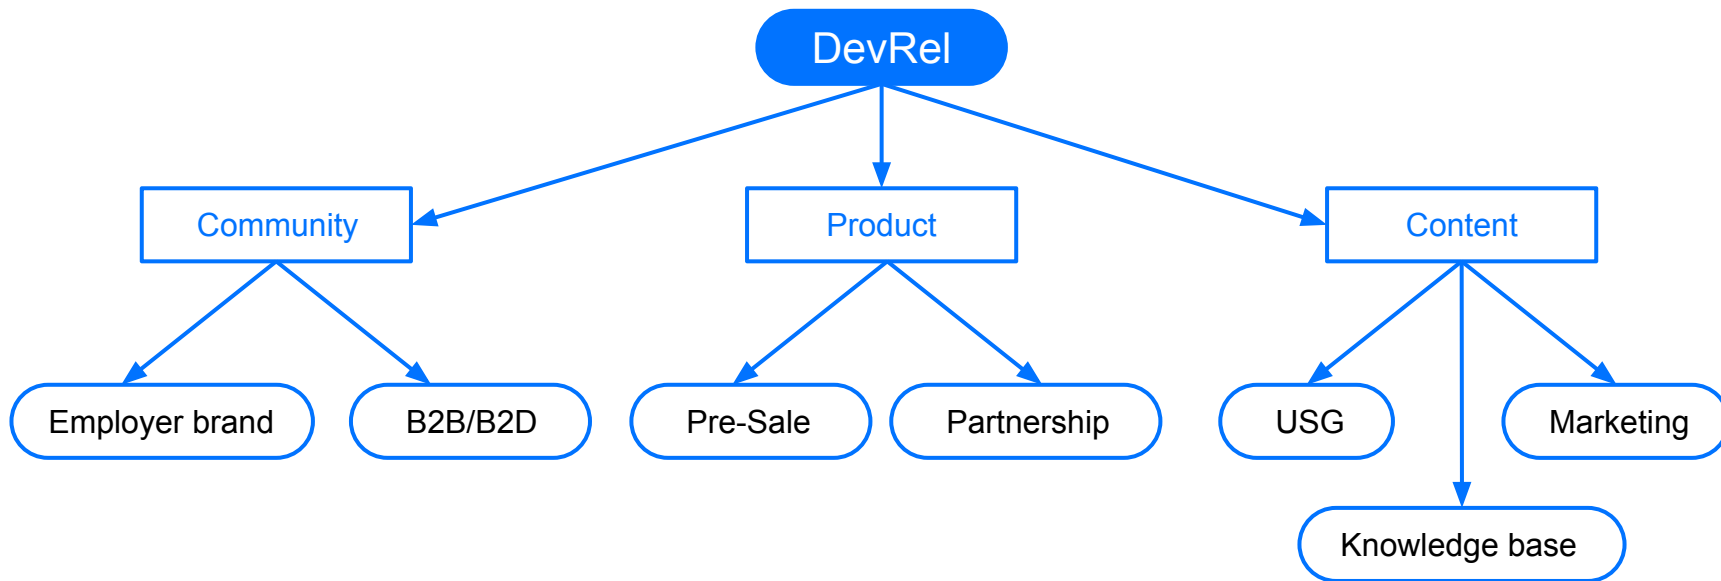 DevRel
Community
Product
Content
Employer brand
B2B/B2D
Pre-Sale
Partnership
USG
Marketing
Knowledge base